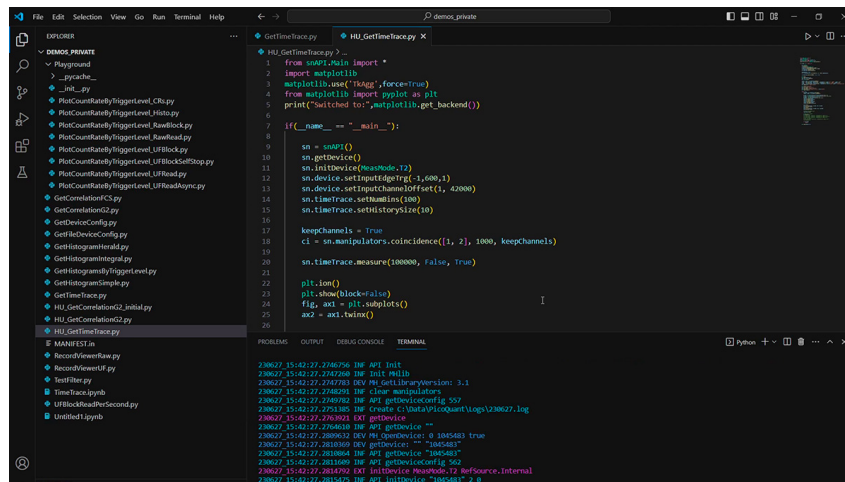 File Edit Selection View Go Run Terminal Help
demos_private
EXPLORER
DEMOS_PRIVATE
Playground
__pycache__
__init__.py
PlotCountRateByTriggerLevel_CRs.py
PlotCountRateByTriggerLevel_Histo.py
PlotCountRateByTriggerLevel_RawBlock.py
PlotCountRateByTriggerLevel_RawRead.py
PlotCountRateByTriggerLevel_UFBlock.py
PlotCountRateByTriggerLevel_UFBlockSelfStop.py
PlotCountRateByTriggerLevel_UFRead.py
PlotCountRateByTriggerLevel_UFReadAsync.py
GetCorrelationFCS.py
GetCorrelationG2.py
GetDeviceConfig.py
GetFileDeviceConfig.py
GetHistogramHerald.py
GetHistogramIntegral.py
GetHistogramsByTriggerLevel.py
GetHistogramSimple.py
GetTimeTrace.py
HU_GetCorrelationG2_initial.py
HU_GetCorrelationG2.py
HU_GetTimeTrace.py
MANIFEST.in
RecordViewerRaw.py
RecordViewerUF.py
TestFilter.py
TimeTrace.ipynb
UFBlockReadPerSecond.py
Untitled1.ipynb
GetTimeTrace.py
HU_GetTimeTrace.py
HU_GetTimeTrace.py > ...
1 from snAPI.Main import *
2 import matplotlib
3 matplotlib.use('TkAgg',force=True)
4 from matplotlib import pyplot as plt
5 print("Switched to:",matplotlib.get_backend())
6
7 if(__name__ == "__main__"):
8
9 sn = snAPI()
10 sn.getDevice()
11 sn.initDevice(MeasMode.T2)
12 sn.device.setInputEdgeTrg(-1,600,1)
13 sn.device.setInputChannelOffset(1, 42000)
14 sn.timeTrace.setNumBins(100)
15 sn.timeTrace.setHistorySize(10)
16
17 keepChannels = True
18 ci = sn.manipulators.coincidence([1, 2], 1000, keepChannels)
19
20 sn.timeTrace.measure(100000, False, True)
21
22 plt.ion()
23 plt.show(block=False)
24 fig, ax1 = plt.subplots()
25 ax2 = ax1.twinx()
26
PROBLEMS OUTPUT DEBUG CONSOLE TERMINAL
Python
230627_15:42:27.2746756 INF API Init
230627_15:42:27.2747260 INF Init Mhlib
230627_15:42:27.2747783 DEV MH_GetLibraryVersion: 3.1
230627_15:42:27.2748291 INF clear manipulators
230627_15:42:27.2749782 INF API getDeviceConfig 557
230627_15:42:27.2751385 INF Create C:\Data\PicoQuant\Logs\230627.log
230627_15:42:27.2763921 EXT getDevice
230627_15:42:27.2764610 INF API getDevice ""
230627_15:42:27.2809632 DEV MH_OpenDevice: 0 1045483 true
230627_15:42:27.2810369 DEV getDevice: "" "1045483"
230627_15:42:27.2810864 INF API getDevice "1045483"
230627_15:42:27.2811609 INF API getDeviceConfig 562
230627_15:42:27.2814792 EXT initDevice MeasMode.T2 RefSource.Internal
230627_15:42:27.2815475 INF API initDevice "1045483" 2 0